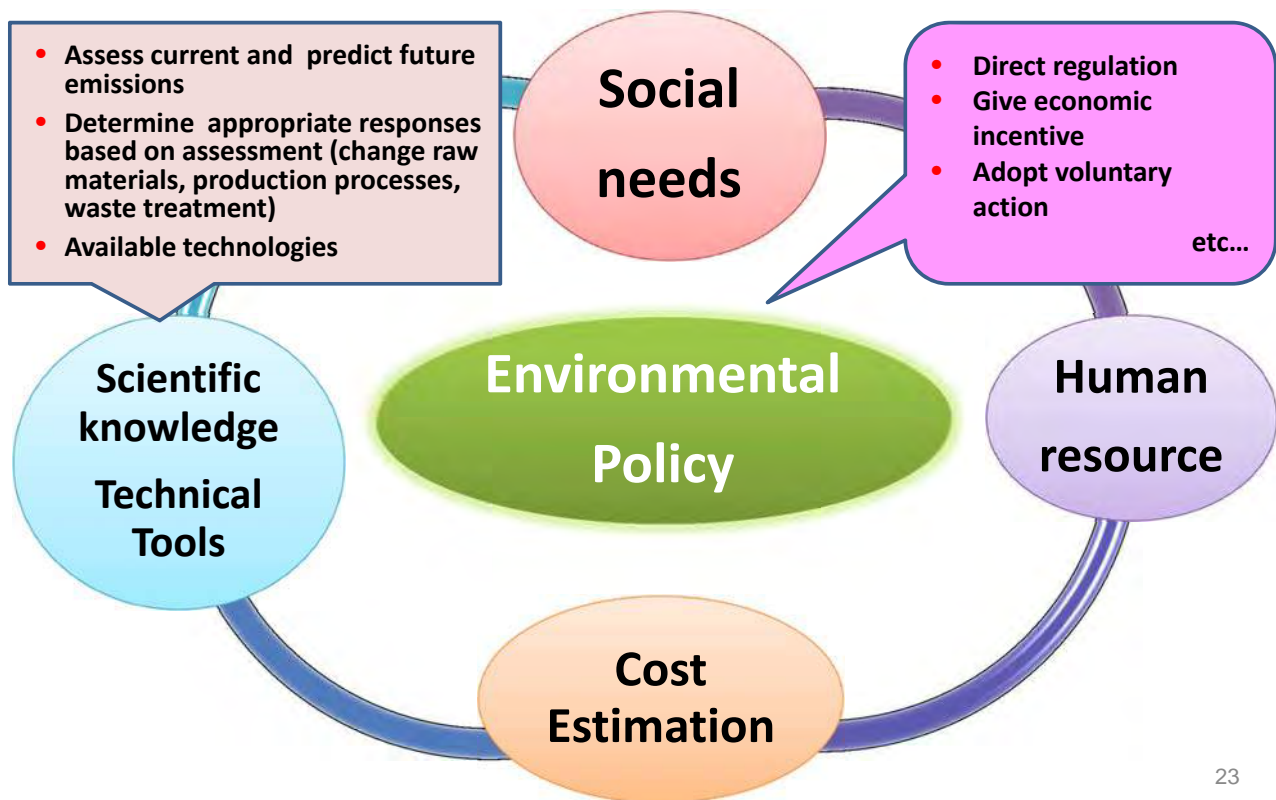 • Assess current and predict future
emissions
• Determine appropriate responses
based on assessment (change raw
materials, production processes,
waste treatment)
• Available technologies
Social
needs
• Direct regulation
• Give economic
incentive
• Adopt voluntary
action
etc...
Scientific
knowledge
Technical
Tools
Environmental
Policy
Human
resource
Cost
Estimation
23